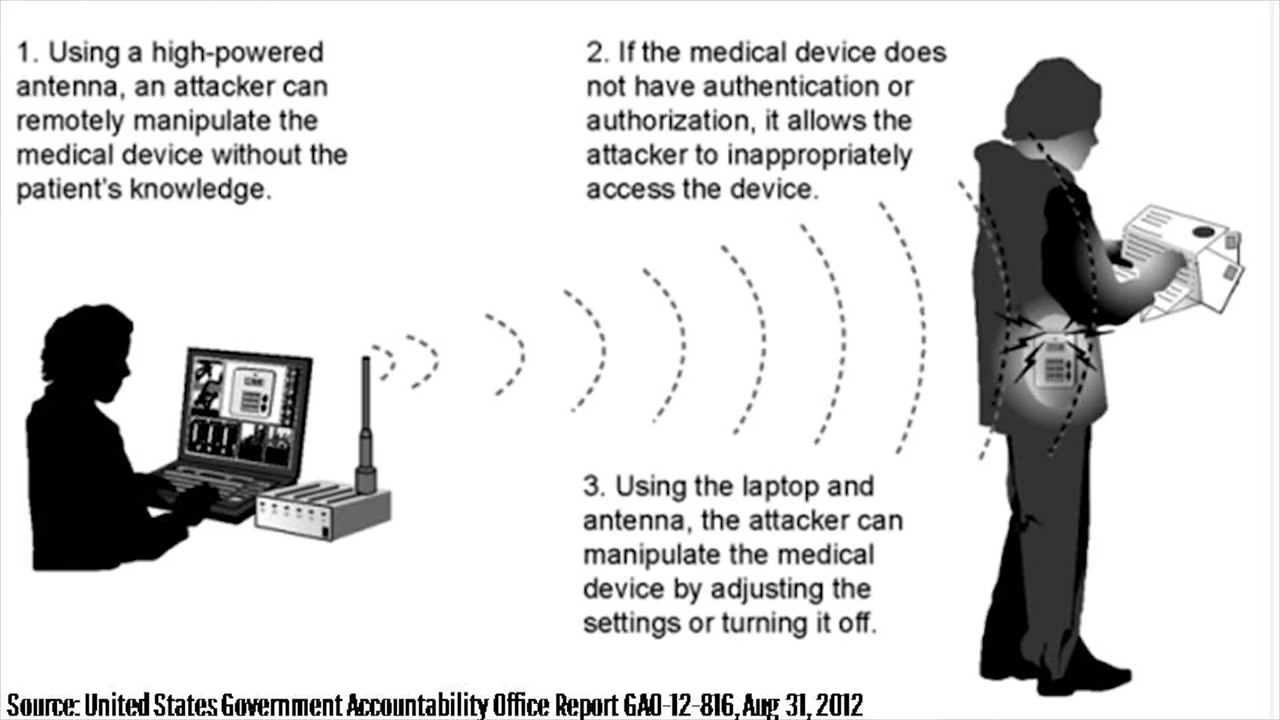 1. Using a high-powered
antenna, an attacker can
remotely manipulate the
medical device without the
patient's knowledge.
2. If the medical device does
not have authentication or
authorization, it allows the
attacker to inappropriately
access the device.
3. Using the laptop and
antenna, the attacker can
manipulate the medical
device by adjusting the
settings or turning it off.
Source: United States Government Accountability Office Report GAO-12-816, Aug 31, 2012